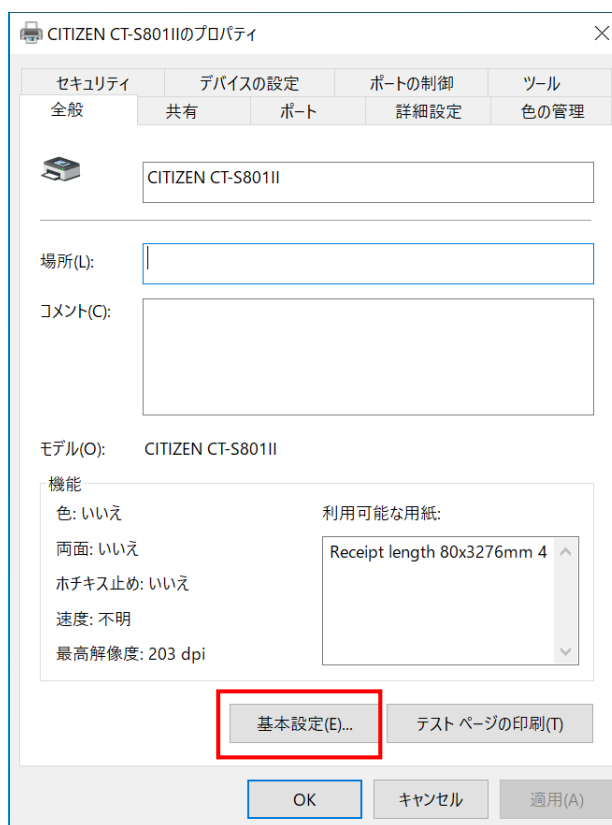 CITIZEN CT-S801IIのプロパティ
セキュリティ デバイスの設定 ポートの制御 ツール
全般 共有 ポート 詳細設定 色の管理
CITIZEN CT-S801II
場所(L):
コメント(C):
モデル(O): CITIZEN CT-S801II
機能
色: いいえ
両面: いいえ
ホチキス止め: いいえ
速度: 不明
最高解像度: 203 dpi
利用可能な用紙:
Receipt length 80x3276mm 4
基本設定(E)... テスト ページの印刷(T)
OK キャンセル 適用(A)